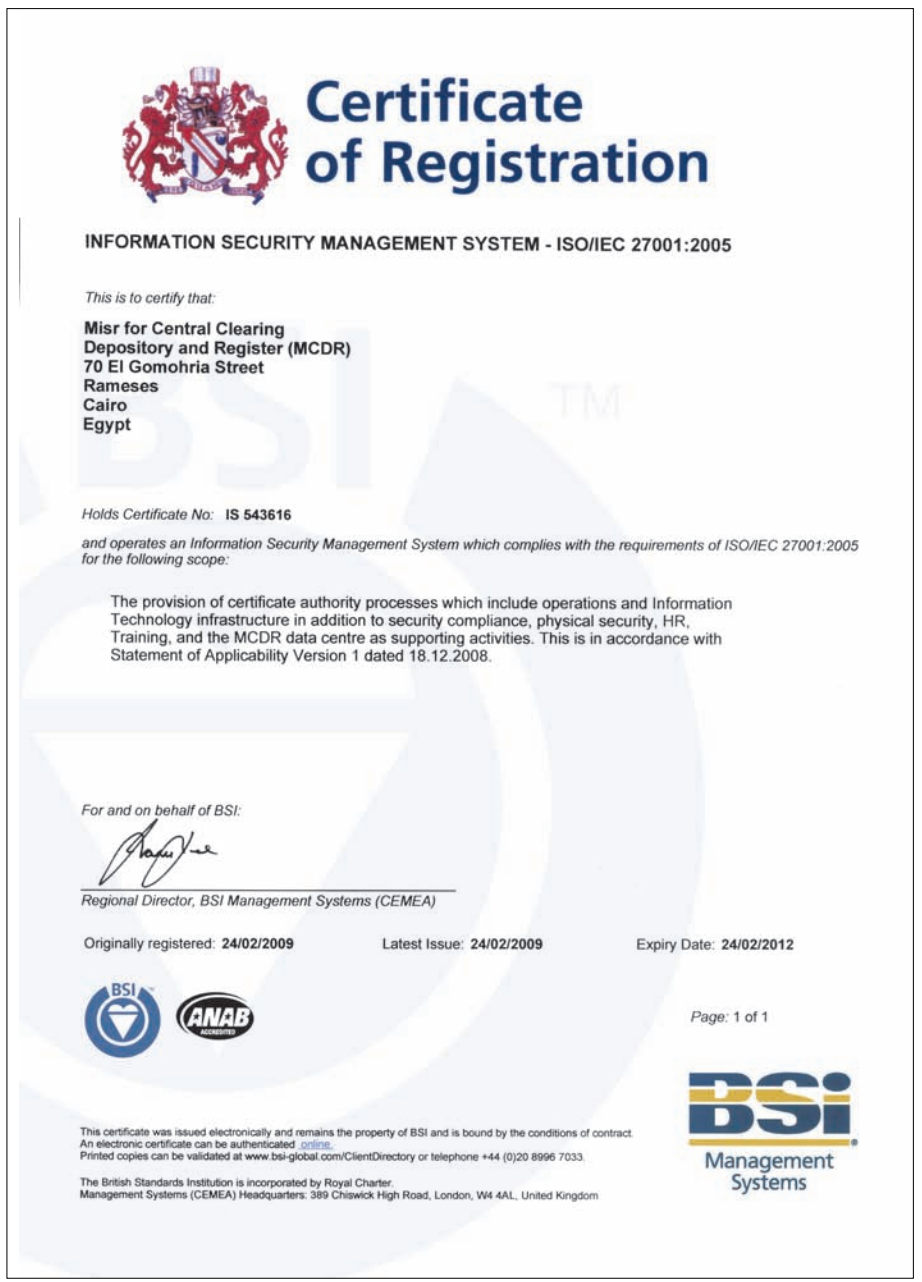 Certificate
of Registration
INFORMATION SECURITY MANAGEMENT SYSTEM - ISO/IEC 27001:2005
This is to certify that:
Misr for Central Clearing
Depository and Register (MCDR)
70 El Gomohria Street
Rameses
Cairo
Egypt
BSI
TM
Holds Certificate No: IS 543616
and operates an Information Security Management System which complies with the requirements of ISO/IEC 27001:2005
for the following scope:
The provision of certificate authority processes which include operations and Information
Technology infrastructure in addition to security compliance, physical security, HR,
Training, and the MCDR data centre as supporting activities. This is in accordance with
Statement of Applicability Version 1 dated 18.12.2008.
For and on behalf of BSI:
Regional Director, BSI Management Systems (CEMEA)
Originally registered: 24/02/2009 Latest Issue: 24/02/2009 Expiry Date: 24/02/2012
BSI
ANAB
ACCREDITED
Page: 1 of 1
This certificate was issued electronically and remains the property of BSI and is bound by the conditions of contract.
An electronic certificate can be authenticated online.
Printed copies can be validated at www.bsi-global.com/ClientDirectory or telephone +44 (0)20 8996 7033.
The British Standards Institution is incorporated by Royal Charter.
Management Systems (CEMEA) Headquarters: 389 Chiswick High Road, London, W4 4AL, United Kingdom
BSi
Management
Systems